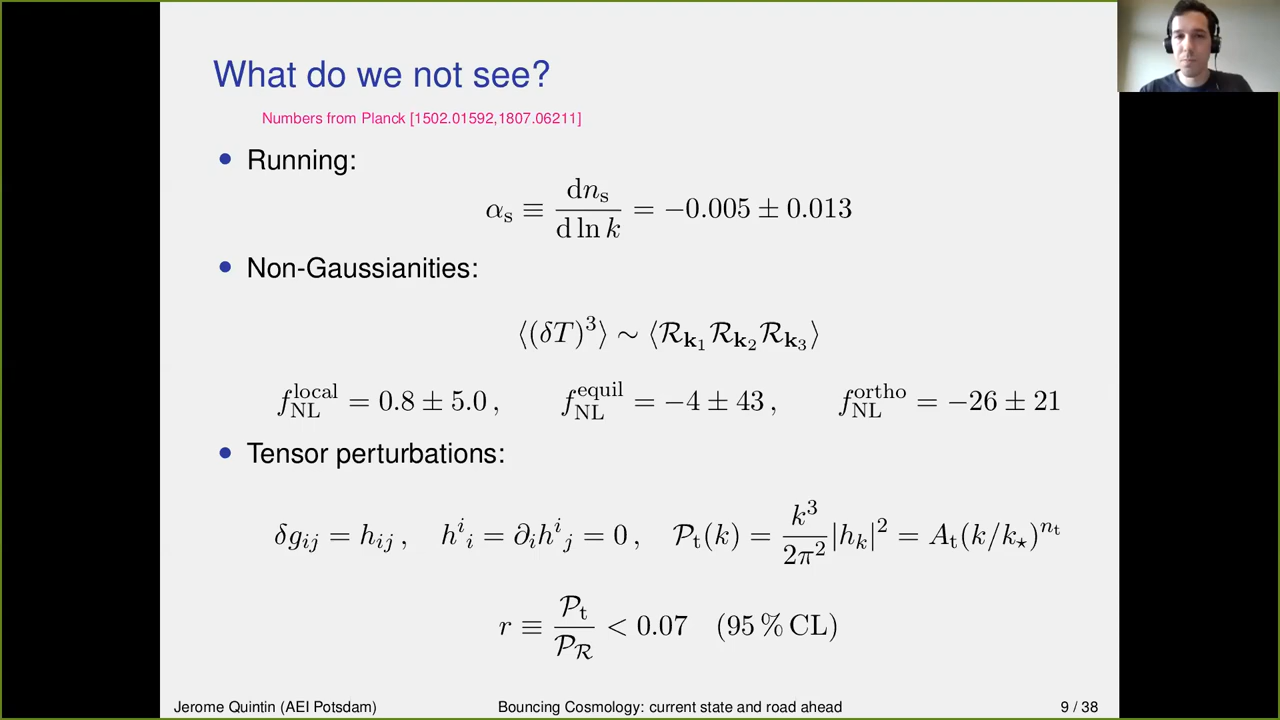 What do we not see?
Numbers from Planck [1502.01592,1807.06211]
• Running:
α_s ≡ dn_s / d ln k = −0.005 ± 0.013
• Non-Gaussianities:
⟨(δT)³⟩ ∼ ⟨ℛ_k₁ ℛ_k₂ ℛ_k₃⟩
f_NL^local = 0.8 ± 5.0 , f_NL^equil = −4 ± 43 , f_NL^ortho = −26 ± 21
• Tensor perturbations:
δg_ij = h_ij , h^i_i = ∂_i h^i_j = 0 , 𝒫_t(k) = k³ / 2π² |h_k|² = A_t(k/k⋆)^n_t
r ≡ 𝒫_t / 𝒫_ℛ < 0.07 (95 % CL)
Jerome Quintin (AEI Potsdam) Bouncing Cosmology: current state and road ahead 9 / 38